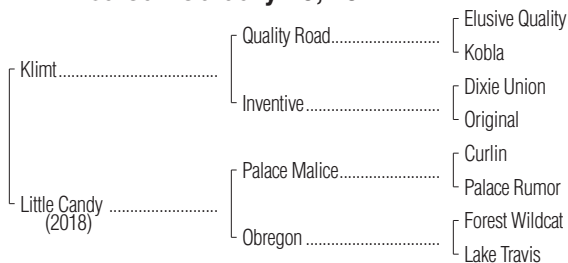 Elusive Quality
Quality Road
Kobla
Klimt
Dixie Union
Inventive
Original
Curlin
Palace Malice
Palace Rumor
Little Candy
(2018)
Forest Wildcat
Obregon
Lake Travis